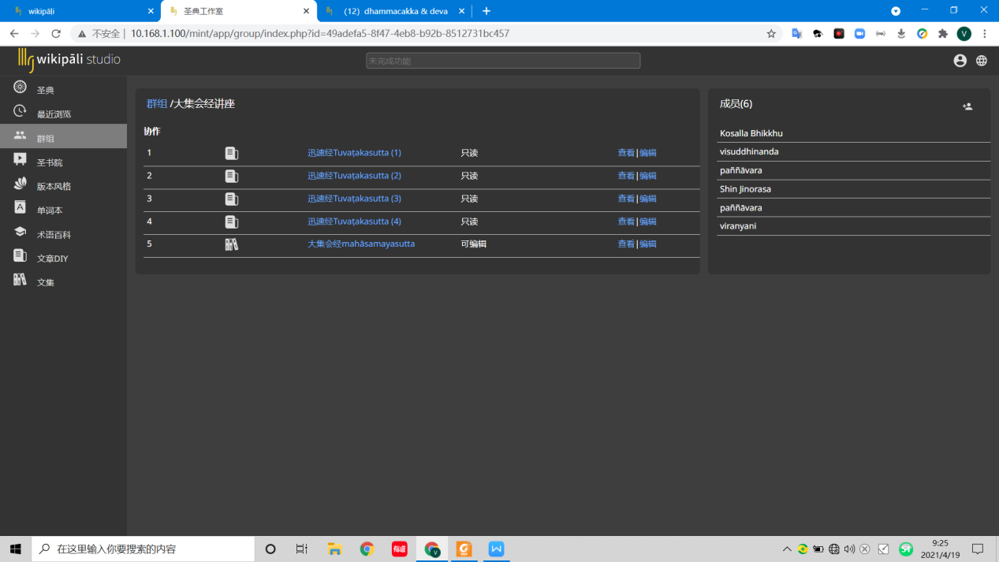 wikipāḷi
圣典工作室
(12) dhammacakka & deva
不安全 | 10.168.1.100/mint/app/group/index.php?id=49adefa5-8f47-4eb8-b92b-8512731bc457
wikipāli studio
未完成功能
圣典
最近浏览
群组
圣书院
版本风格
单词本
术语百科
文章DIY
文集
群组 /大集会经讲座
协作
1 迅速经Tuvaṭakasutta (1) 只读 查看|编辑
2 迅速经Tuvaṭakasutta (2) 只读 查看|编辑
3 迅速经Tuvaṭakasutta (3) 只读 查看|编辑
4 迅速经Tuvaṭakasutta (4) 只读 查看|编辑
5 大集会经mahāsamayasutta 可编辑 查看|编辑
成员(6)
Kosalla Bhikkhu
visuddhinanda
paññāvara
Shin Jinorasa
paññāvara
viranyani
在这里输入你要搜索的内容
有道
9:25
2021/4/19